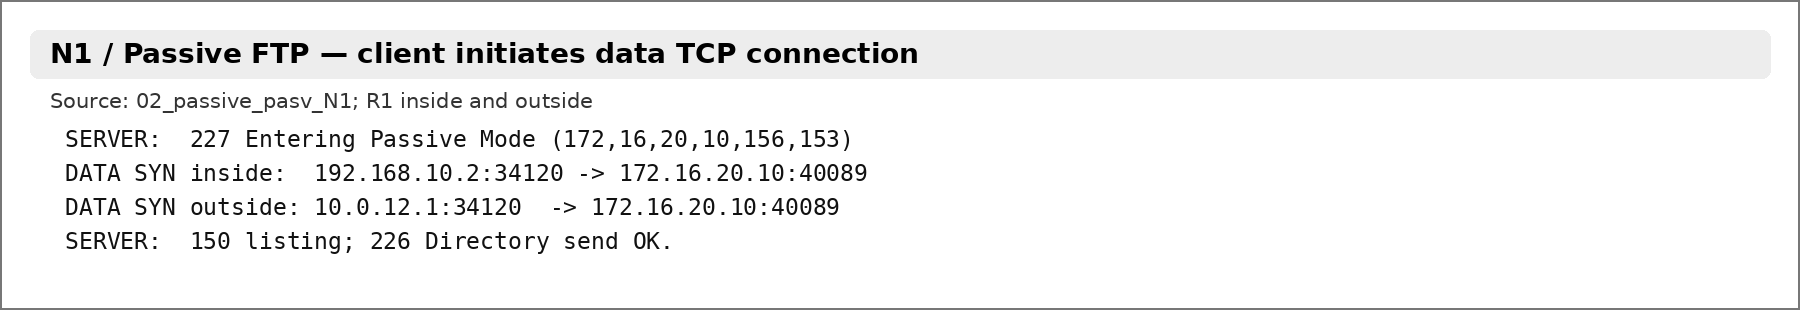 N1 / Passive FTP — client initiates data TCP connection
Source: 02_passive_pasv_N1; R1 inside and outside
SERVER:  227 Entering Passive Mode (172,16,20,10,156,153)
DATA SYN inside:  192.168.10.2:34120 -> 172.16.20.10:40089
DATA SYN outside: 10.0.12.1:34120  -> 172.16.20.10:40089
SERVER:  150 listing; 226 Directory send OK.